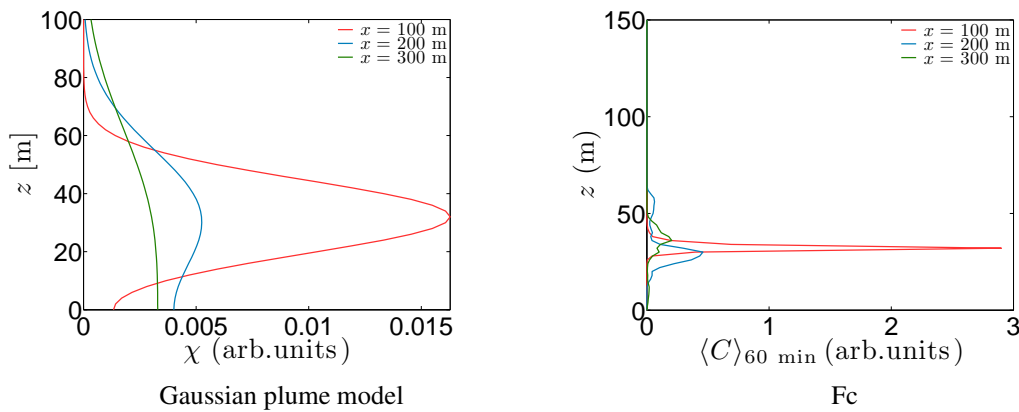 100
80
60
40
20
0
z [m]
x = 100 m
x = 200 m
x = 300 m
0
0.005
0.01
0.015
χ (arb.units)
Gaussian plume model
150
100
50
0
z (m)
x = 100 m
x = 200 m
x = 300 m
0
1
2
3
⟨C⟩60 min (arb.units)
Fc